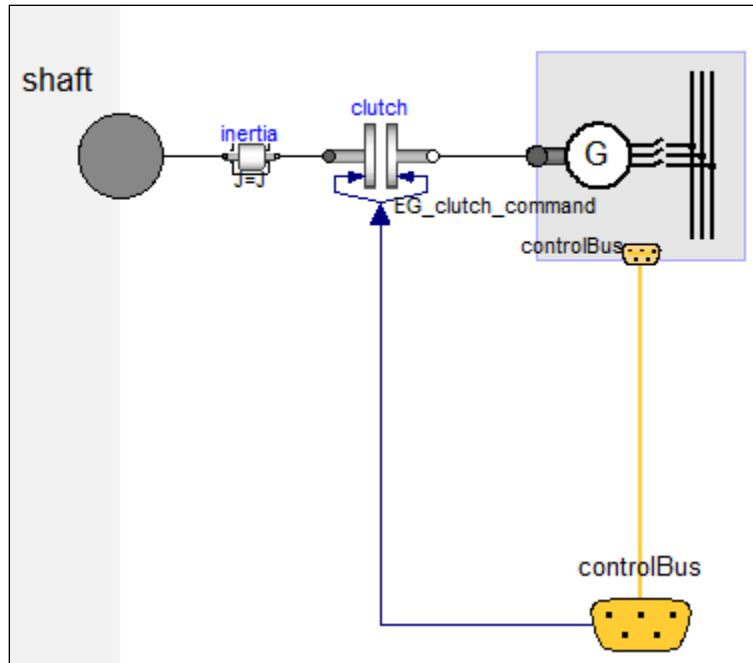 shaft
clutch
inertia
J=J
G
EG_clutch_command
controlBus
controlBus